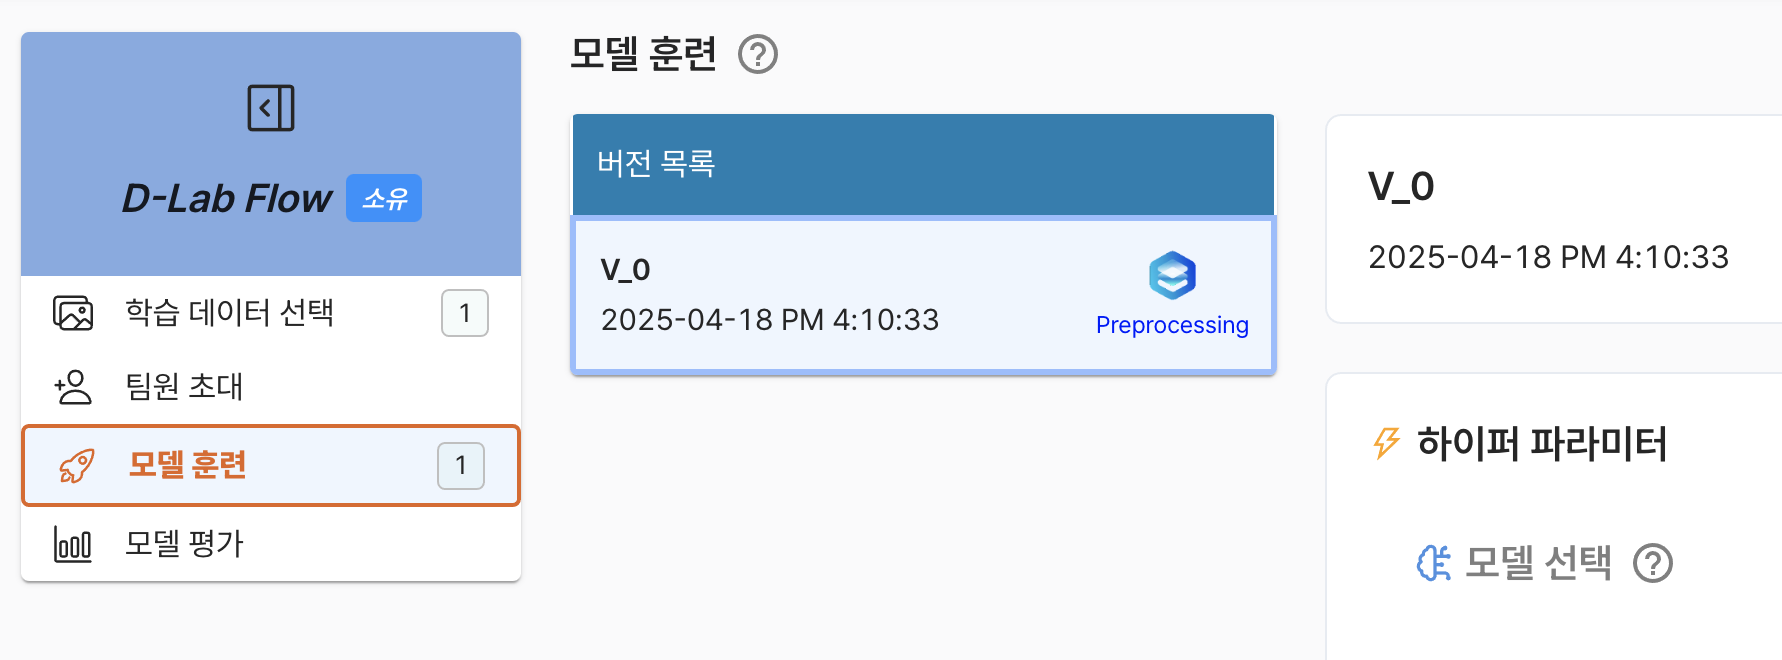 D-Lab Flow 소유
학습 데이터 선택 1
팀원 초대
모델 훈련 1
모델 평가
모델 훈련 ?
버전 목록
V_0
2025-04-18 PM 4:10:33
Preprocessing
V_0
2025-04-18 PM 4:10:33
하이퍼 파라미터
모델 선택 ?